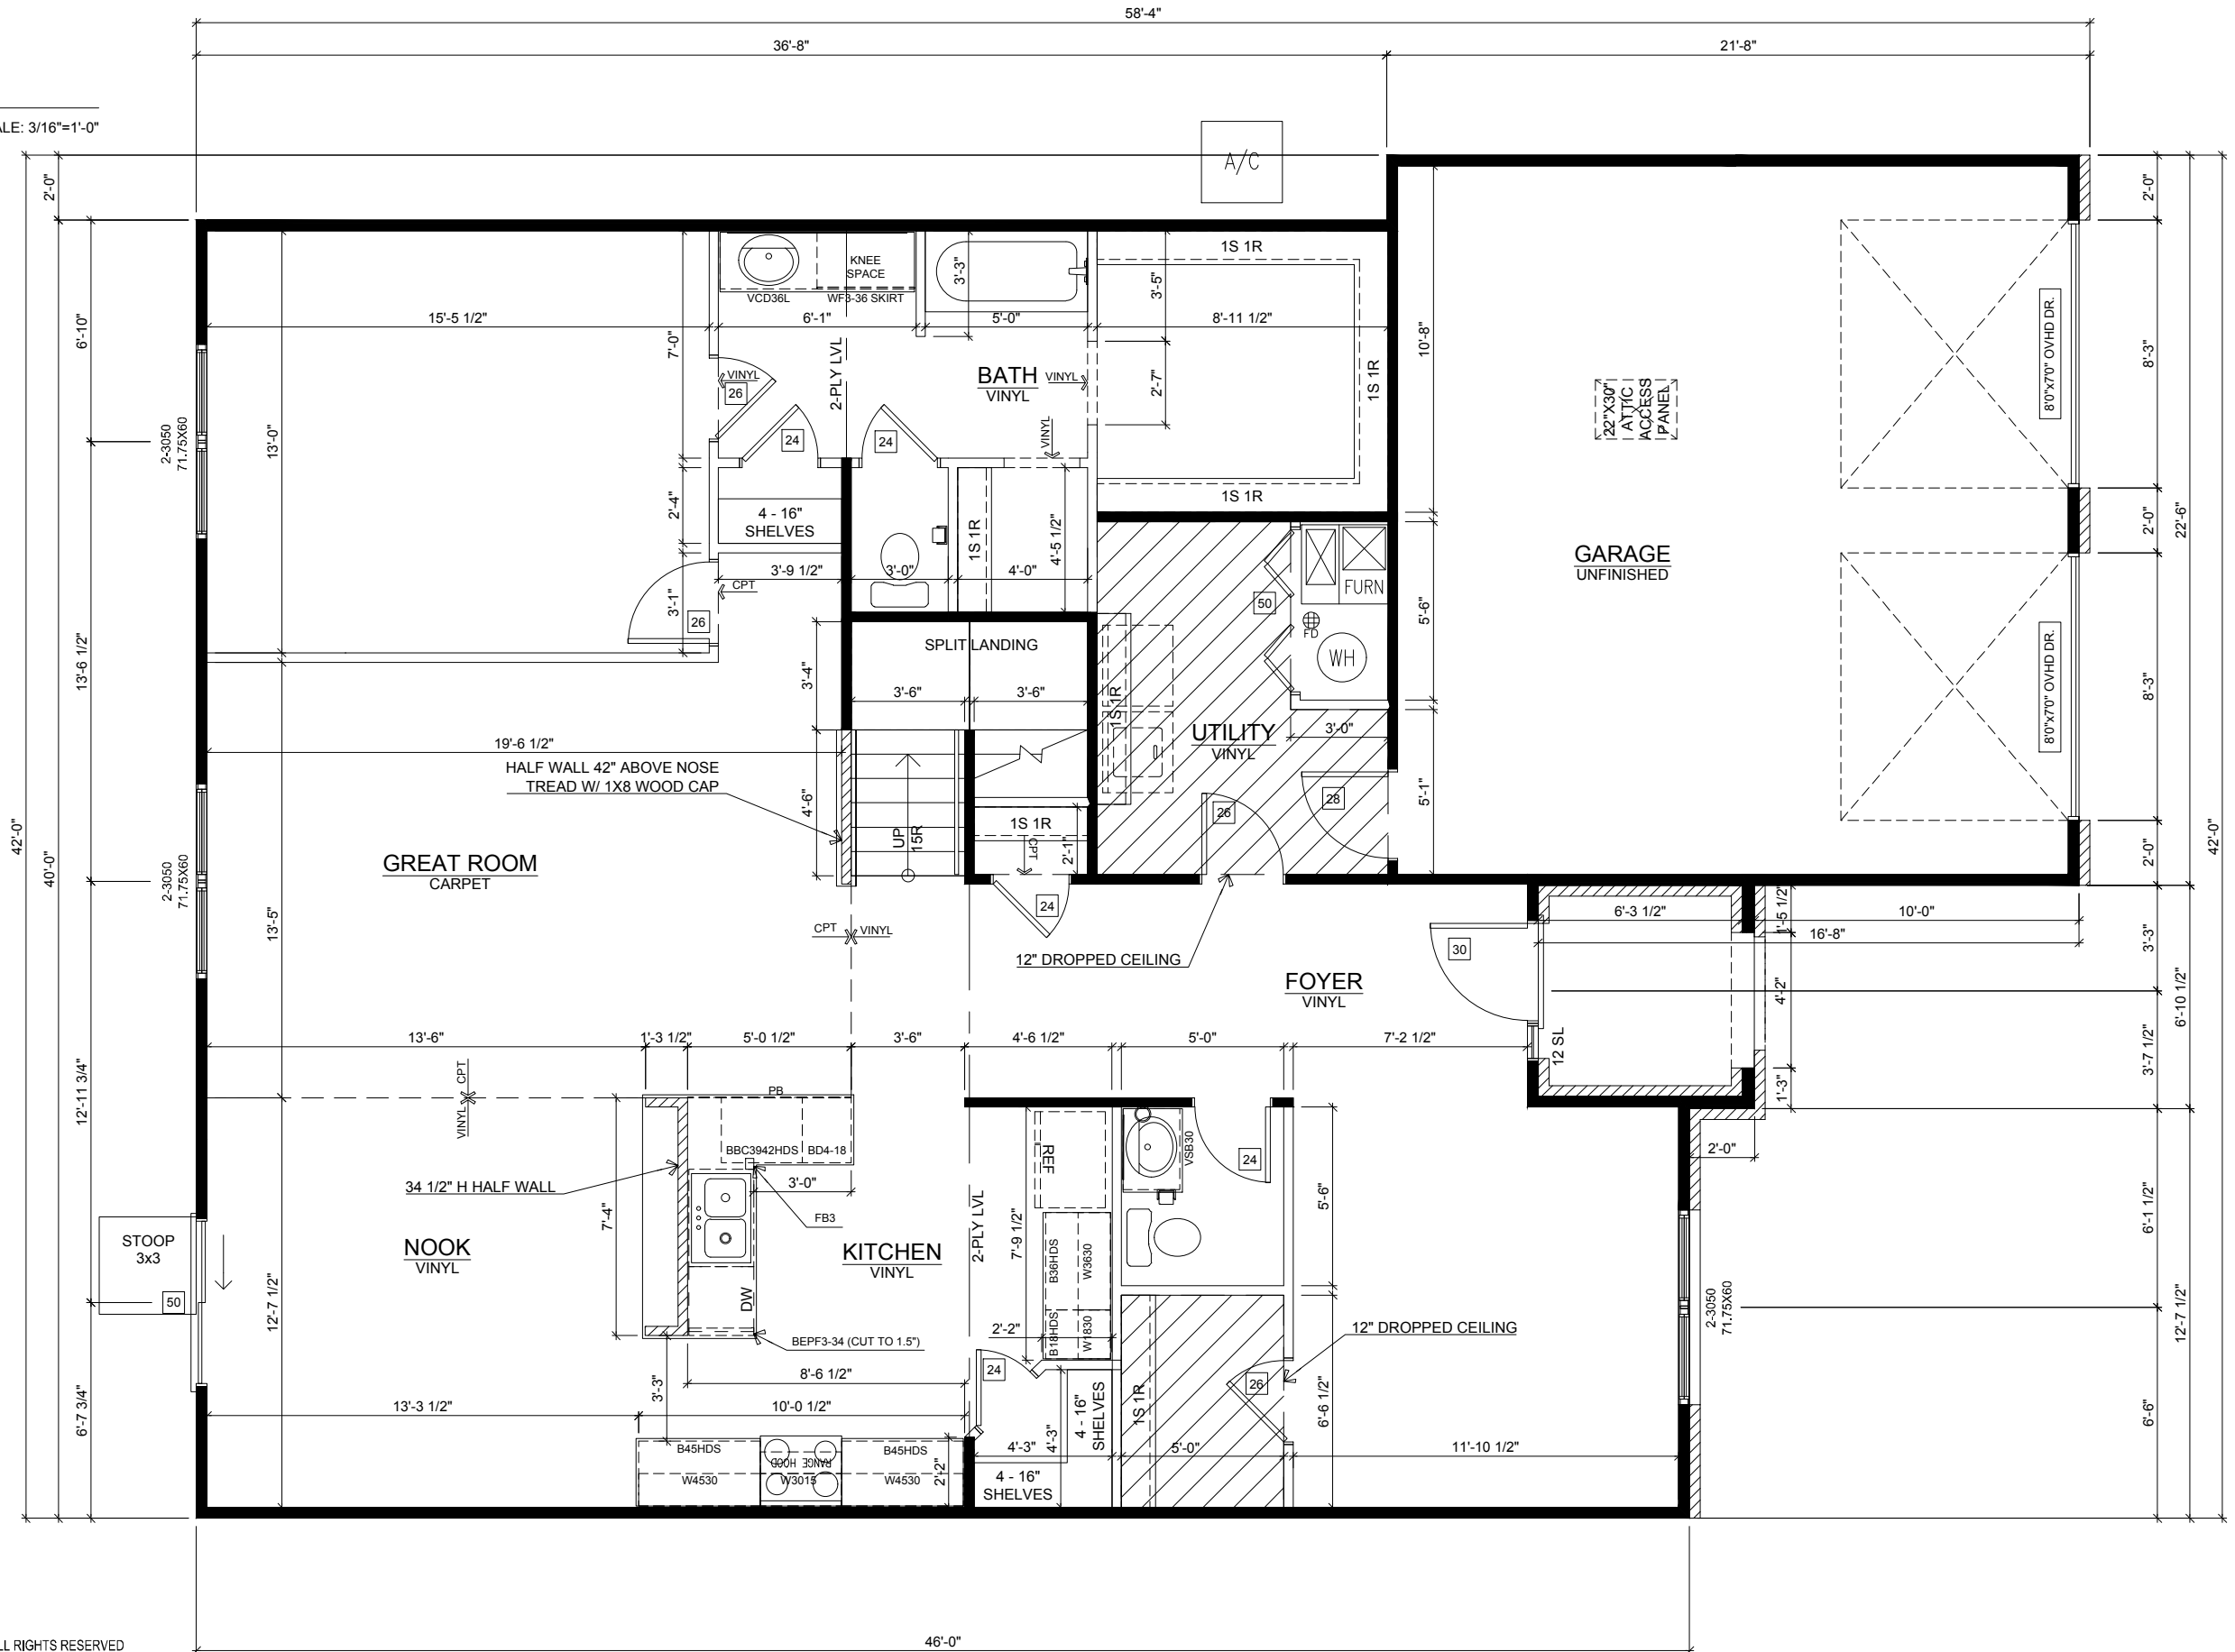 58'-4"
36'-8"
21'-8"
ALE: 3/16"=1'-0"
A/C
2'-0"
2'-0"
1S 1R
KNEE
SPACE
VCD36L
WF3-36 SKIRT
3'-3"
3'-5"
15'-5 1/2"
6'-1"
5'-0"
8'-11 1/2"
6'-10"
7'-0"
10'-8"
8'-3"
8'0"x7'0" OVHD DR.
2-PLY LVL
VINYL
26
BATH
VINYL
VINYL
2'-7"
1S 1R
22"X30"
ATTIC
ACCESS
PANEL
2-3050
71.75X60
13'-0"
24
24
VINYL
2'-4"
4 - 16"
SHELVES
1S 1R
1S 1R
4'-5 1/2"
2'-0"
22'-6"
GARAGE
UNFINISHED
3'-9 1/2"
3'-0"
4'-0"
CPT
3'-1"
26
50
FURN
FD
WH
5'-6"
13'-6 1/2"
SPLIT LANDING
3'-4"
3'-6"
3'-6"
1S 1R
8'-3"
8'0"x7'0" OVHD DR.
19'-6 1/2"
UTILITY
VINYL
3'-0"
HALF WALL 42" ABOVE NOSE
TREAD W/ 1X8 WOOD CAP
4'-6"
UP
15R
1S 1R
CPT
2'-1"
26
28
5'-1"
42'-0"
40'-0"
2'-0"
42'-0"
GREAT ROOM
CARPET
2-3050
71.75X60
13'-5"
24
CPT
VINYL
12" DROPPED CEILING
30
6'-3 1/2"
1'-5 1/2"
10'-0"
16'-8"
3'-3"
FOYER
VINYL
4'-2"
6'-10 1/2"
13'-6"
1'-3 1/2"
5'-0 1/2"
3'-6"
4'-6 1/2"
5'-0"
7'-2 1/2"
12 SL
3'-7 1/2"
1'-3"
12'-11 3/4"
CPT
VINYL
PB
BBC3942HDS
BD4-18
REF
VSB30
24
2'-0"
34 1/2" H HALF WALL
3'-0"
FB3
7'-4"
2-PLY LVL
7'-9 1/2"
5'-6"
6'-1 1/2"
STOOP
3x3
50
NOOK
VINYL
KITCHEN
VINYL
B36HDS
W3630
12'-7 1/2"
DW
2'-2"
B18HDS
W1830
BEPF3-34 (CUT TO 1.5")
12" DROPPED CEILING
2-3050
71.75X60
12'-7 1/2"
8'-6 1/2"
24
26
3'-3"
13'-3 1/2"
10'-0 1/2"
4 - 16"
SHELVES
1S 1R
6'-6 1/2"
6'-7 3/4"
6'-6"
B45HDS
RANGE HOOD
B45HDS
W4530
W3015
W4530
2'-2"
4'-3"
4'-3"
5'-0"
11'-10 1/2"
4 - 16"
SHELVES
LL RIGHTS RESERVED
46'-0"